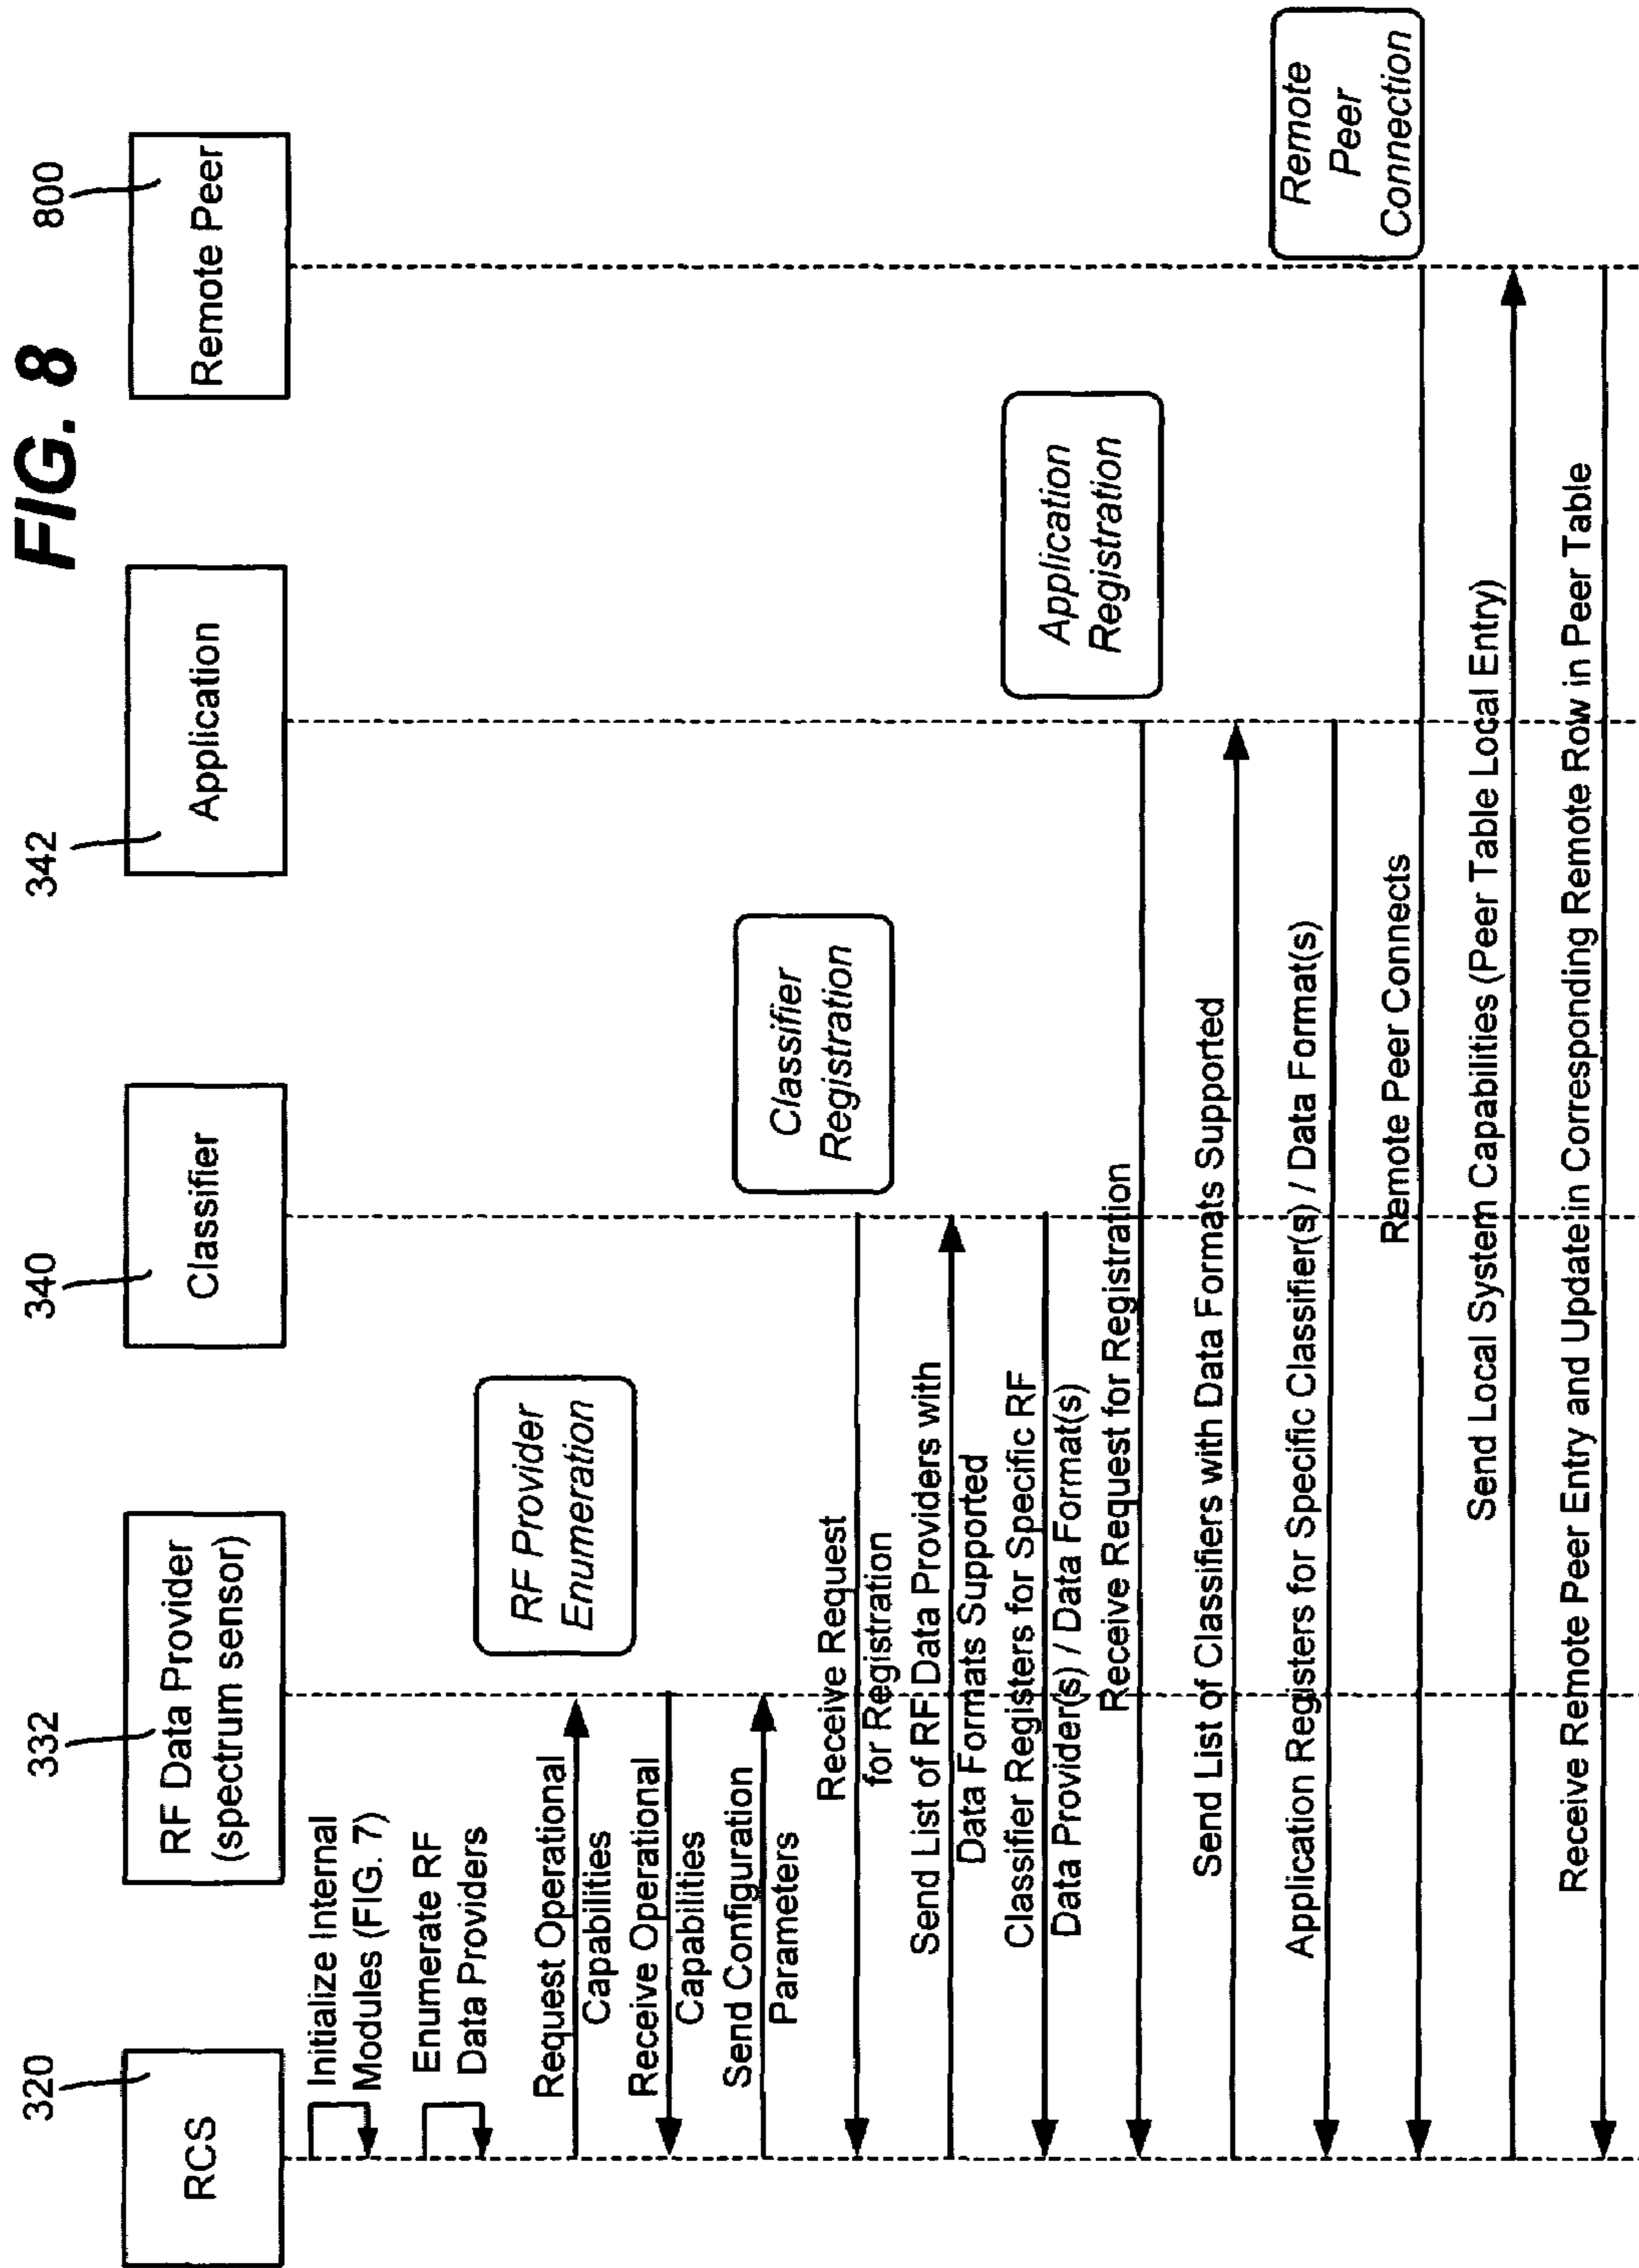 FIG. 8
320
332
340
342
800
RCS
RF Data Provider
(spectrum sensor)
Classifier
Application
Remote Peer
Initialize Internal
Modules (FIG. 7)
Enumerate RF
Data Providers
RF Provider
Enumeration
Request Operational
Capabilities
Receive Operational
Capabilities
Send Configuration
Parameters
Classifier
Registration
Receive Request
for Registration
Send List of RF Data Providers with
Data Formats Supported
Classifier Registers for Specific RF
Data Provider(s) / Data Format(s)
Application
Registration
Receive Request for Registration
Send List of Classifiers with Data Formats Supported
Application Registers for Specific Classifier(s) / Data Format(s)
Remote
Peer
Connection
Remote Peer Connects
Send Local System Capabilities (Peer Table Local Entry)
Receive Remote Peer Entry and Update in Corresponding Remote Row in Peer Table